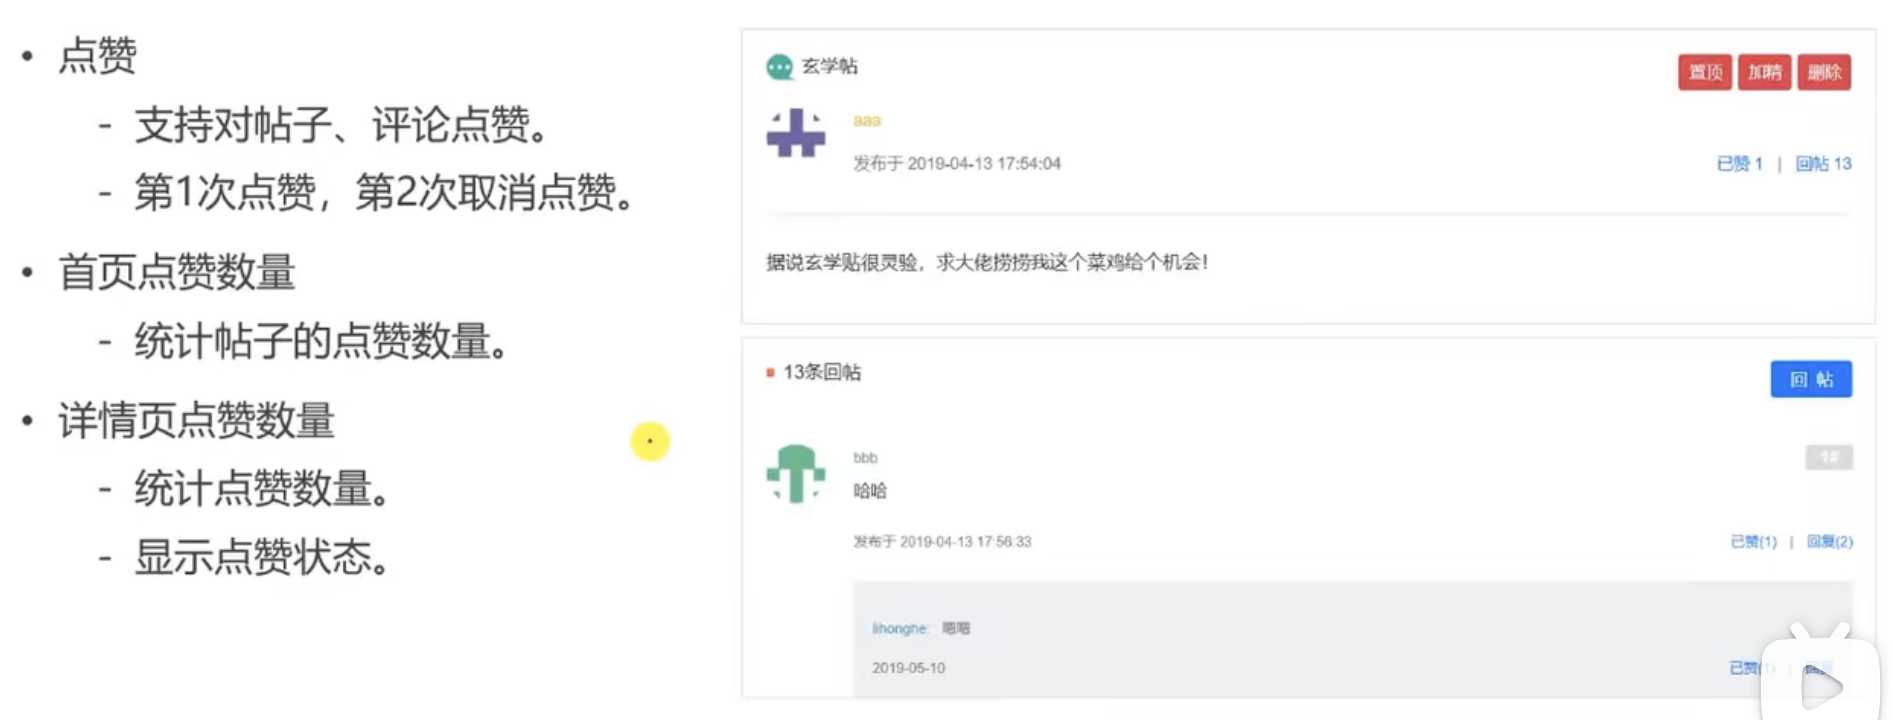 • 点赞
- 支持对帖子、评论点赞。
- 第1次点赞，第2次取消点赞。
• 首页点赞数量
- 统计帖子的点赞数量。
• 详情页点赞数量
- 统计点赞数量。
- 显示点赞状态。
玄学帖
置顶 加精 删除
aaa
发布于 2019-04-13 17:54:04
已赞 1 | 回帖 13
据说玄学贴很灵验，求大佬捞捞我这个菜鸡给个机会！
13条回帖
回 帖
bbb
1#
哈哈
发布于 2019-04-13 17:56:33
已赞(1) | 回复(2)
lihonghe: 嗯嗯
2019-05-10
已赞(1) 回复